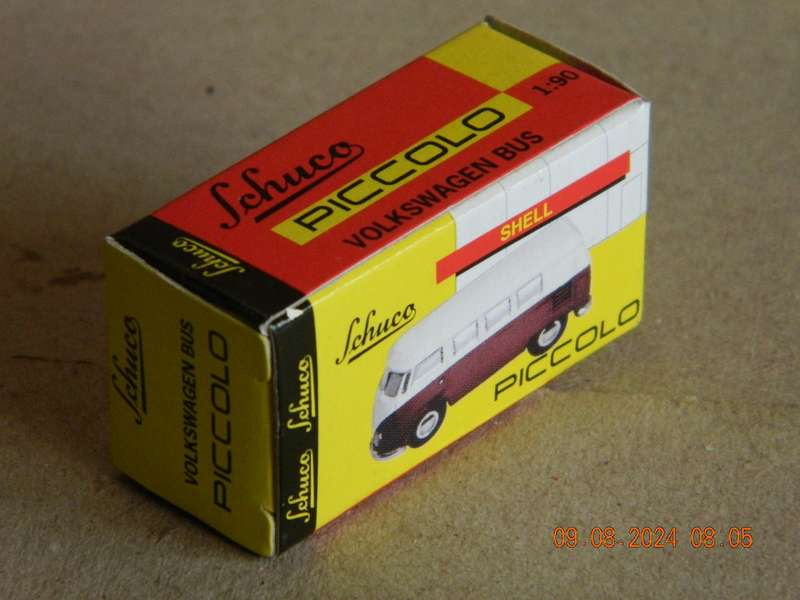 Schuco
PICCOLO
VOLKSWAGEN BUS
1:90
Schuco
SHELL
Schuco
PICCOLO
Schuco
VOLKSWAGEN BUS
PICCOLO
Schuco
Schuco
09.08.2024 08:05